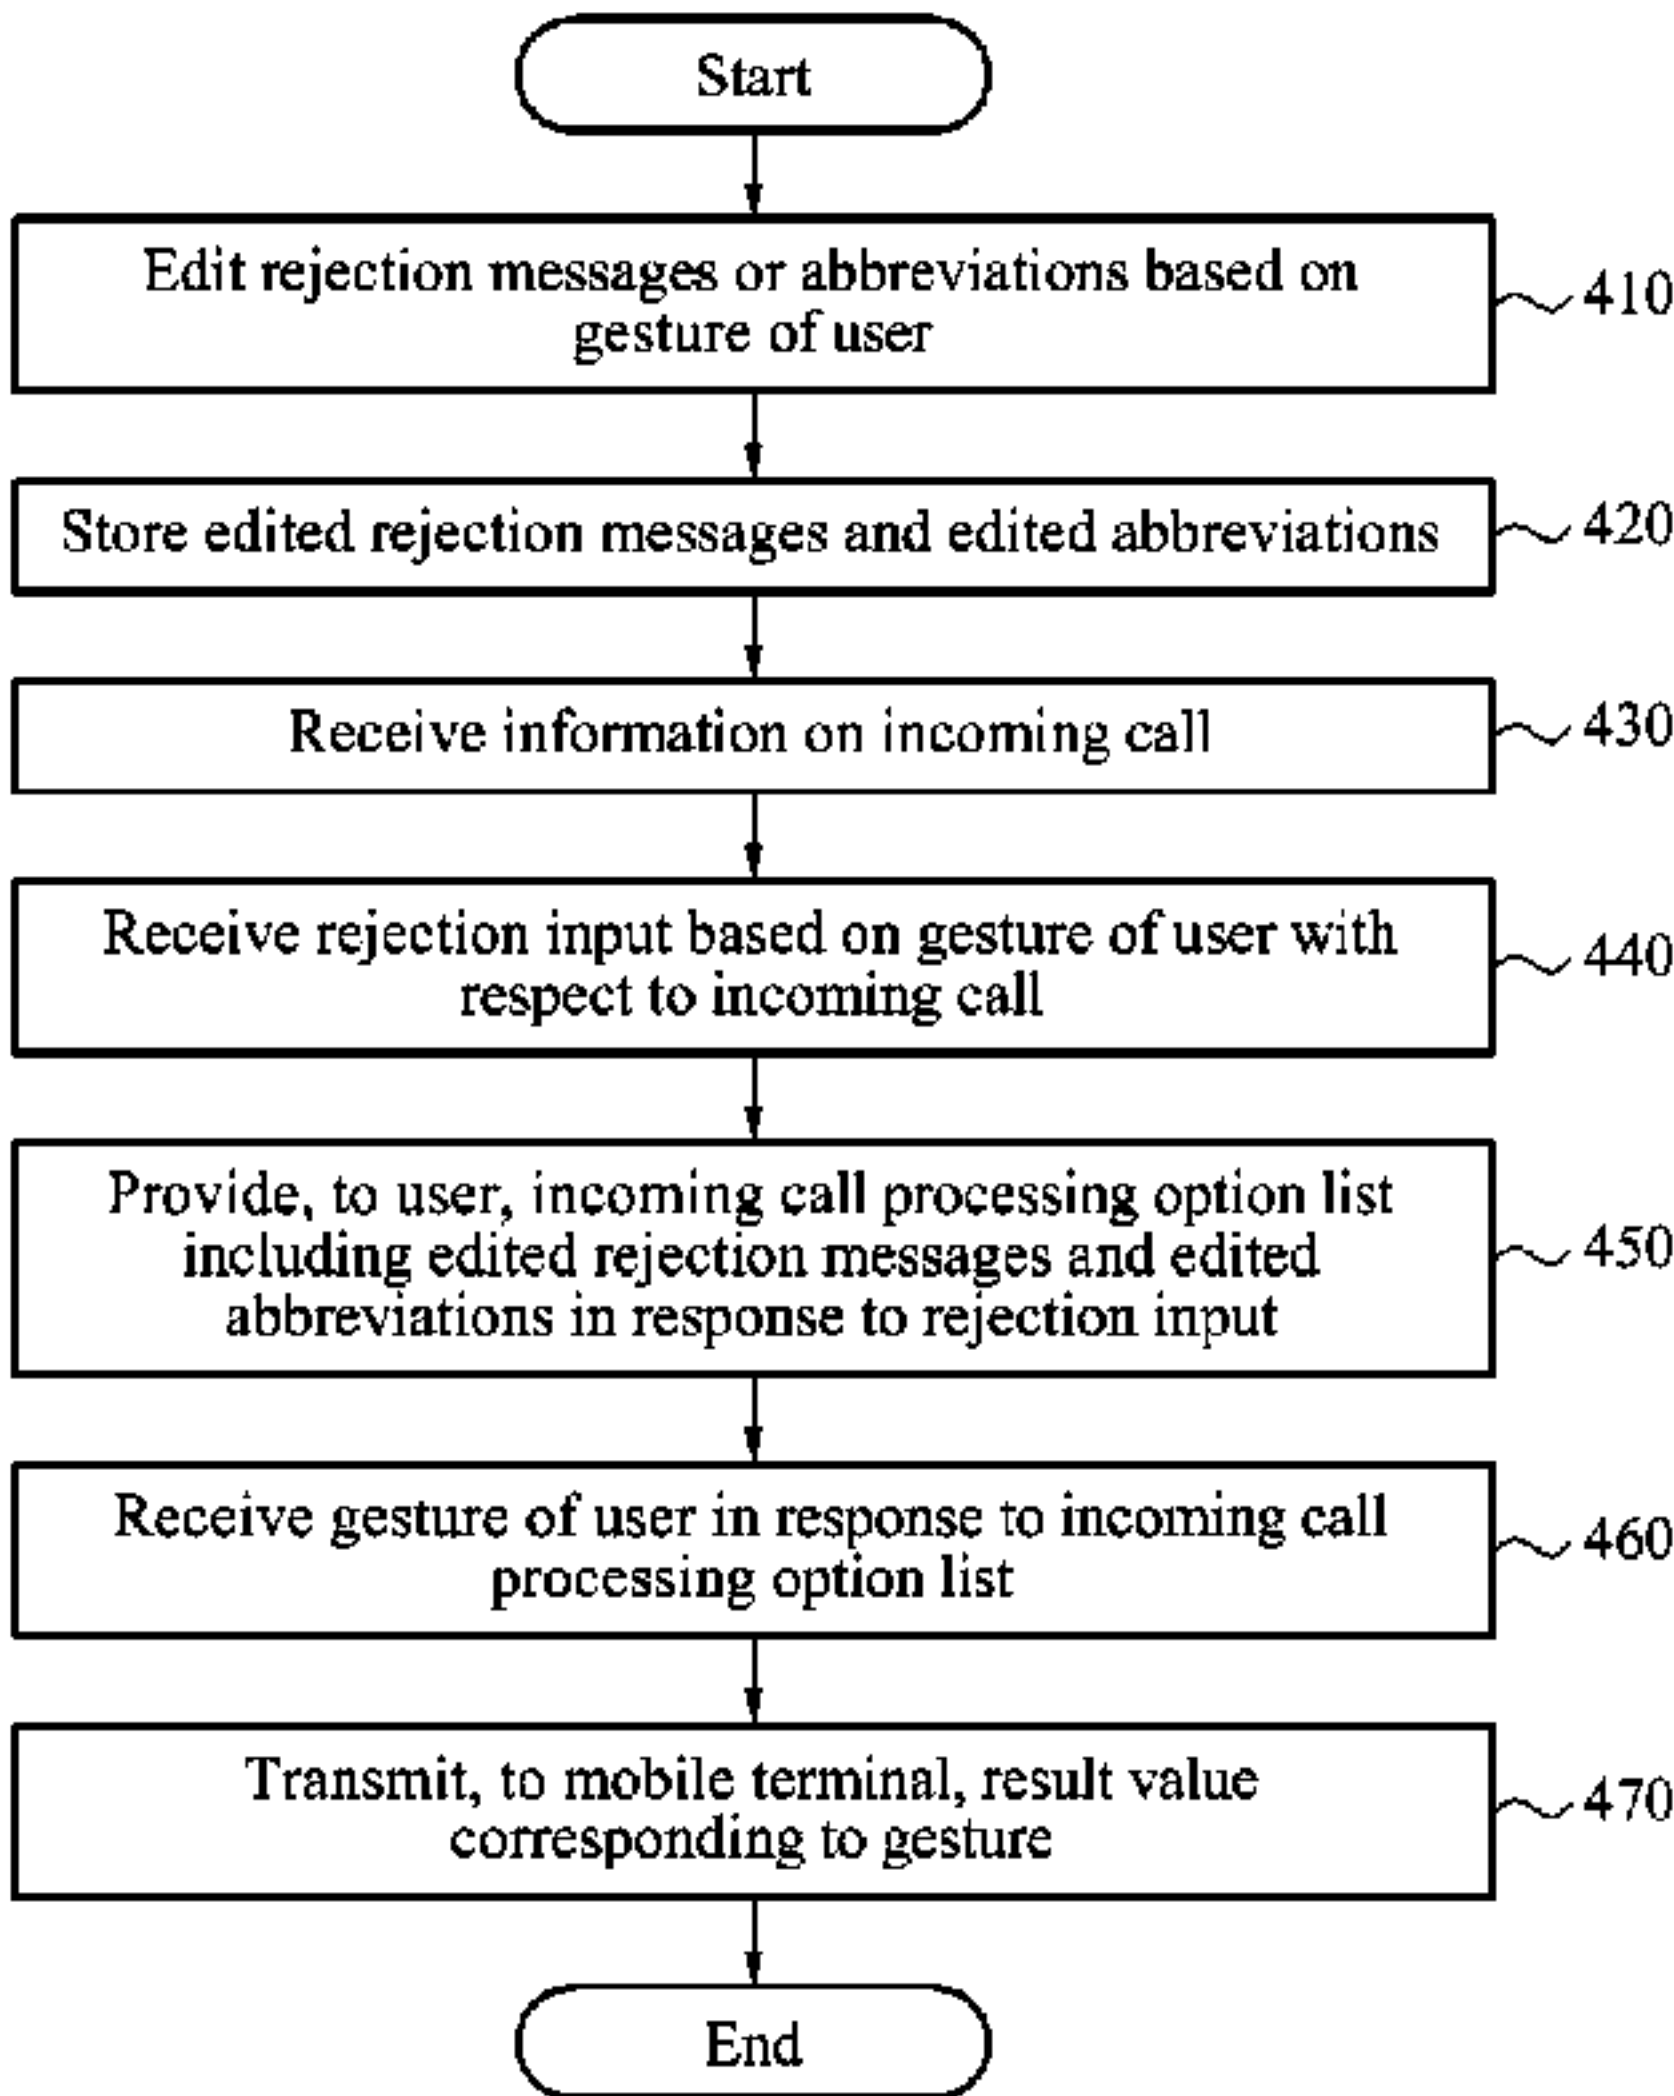 Start
Edit rejection messages or abbreviations based on
gesture of user
410
Store edited rejection messages and edited abbreviations
420
Receive information on incoming call
430
Receive rejection input based on gesture of user with
respect to incoming call
440
Provide, to user, incoming call processing option list
including edited rejection messages and edited
abbreviations in response to rejection input
450
Receive gesture of user in response to incoming call
processing option list
460
Transmit, to mobile terminal, result value
corresponding to gesture
470
End